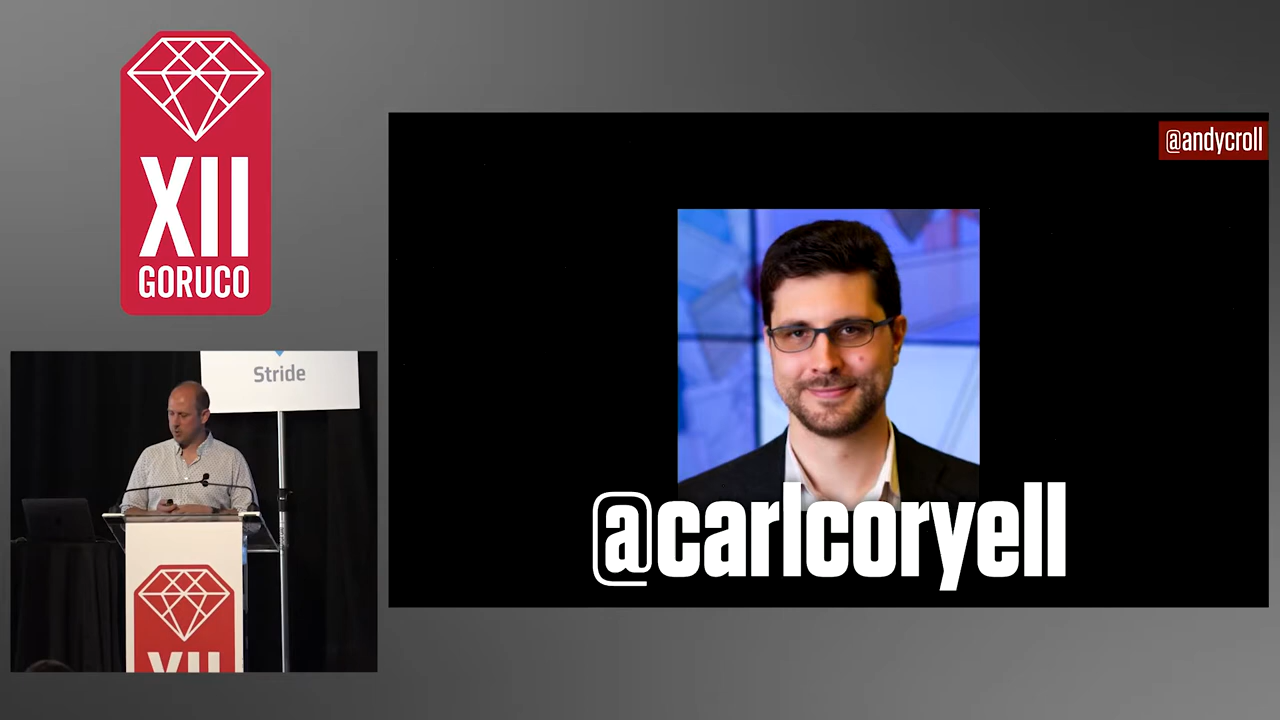 XII
GORUCO
@andycroll
Stride
@carlcoryell
XII